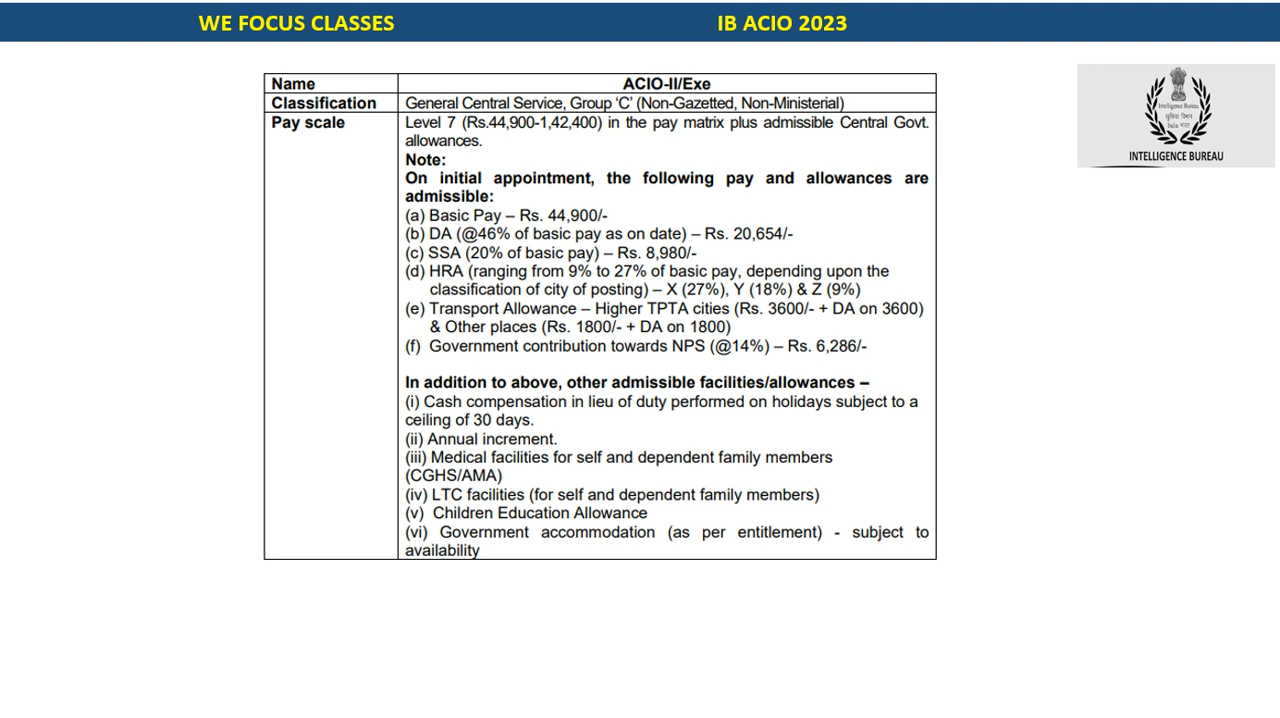 WE FOCUS CLASSES
IB ACIO 2023
Name ACIO-II/Exe
Classification General Central Service, Group ‘C’ (Non-Gazetted, Non-Ministerial)
Pay scale Level 7 (Rs.44,900-1,42,400) in the pay matrix plus admissible Central Govt.
allowances.
Note:
On initial appointment, the following pay and allowances are
admissible:
(a) Basic Pay – Rs. 44,900/-
(b) DA (@46% of basic pay as on date) – Rs. 20,654/-
(c) SSA (20% of basic pay) – Rs. 8,980/-
(d) HRA (ranging from 9% to 27% of basic pay, depending upon the
classification of city of posting) – X (27%), Y (18%) & Z (9%)
(e) Transport Allowance – Higher TPTA cities (Rs. 3600/- + DA on 3600)
& Other places (Rs. 1800/- + DA on 1800)
(f) Government contribution towards NPS (@14%) – Rs. 6,286/-
In addition to above, other admissible facilities/allowances –
(i) Cash compensation in lieu of duty performed on holidays subject to a
ceiling of 30 days.
(ii) Annual increment.
(iii) Medical facilities for self and dependent family members
(CGHS/AMA)
(iv) LTC facilities (for self and dependent family members)
(v) Children Education Allowance
(vi) Government accommodation (as per entitlement) - subject to
availability
Intelligence Bureau
India भारत
INTELLIGENCE BUREAU